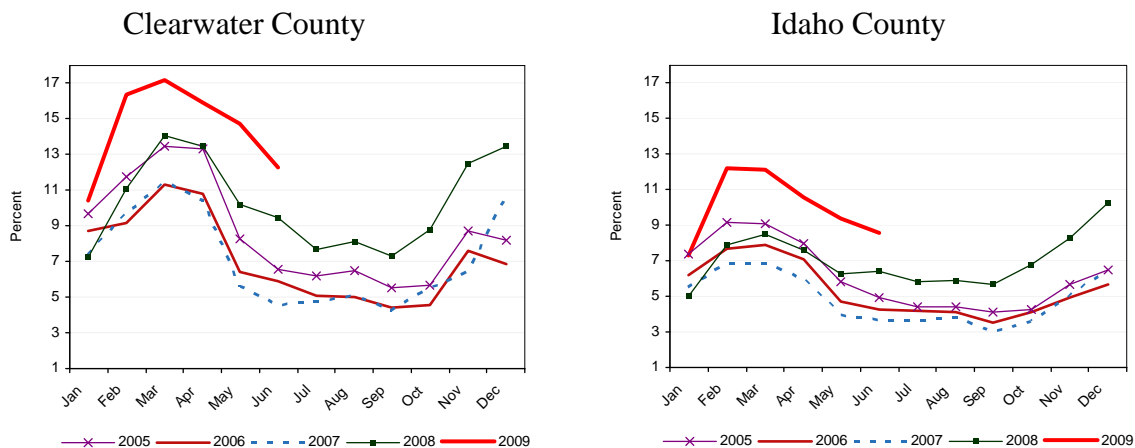 Clearwater County
17
15
13
11
9
7
5
3
1
Percent
Jan Feb Mar Apr May Jun Jul Aug Sep Oct Nov Dec
2005 2006 2007 2008 2009
Idaho County
17
15
13
11
9
7
5
3
1
Percent
Jan Feb Mar Apr May Jun Jul Aug Sep Oct Nov Dec
2005 2006 2007 2008 2009